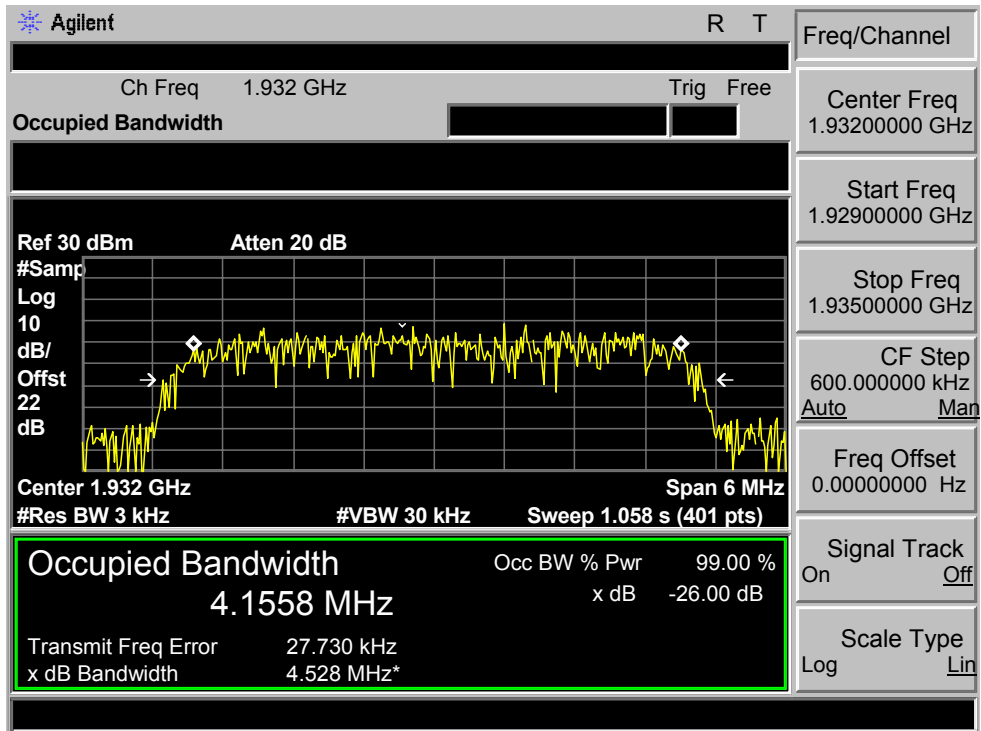 Agilent
R T
Ch Freq 1.932 GHz
Trig Free
Occupied Bandwidth
Ref 30 dBm
Atten 20 dB
#Samp
Log
10
dB/
Offst
22
dB
Center 1.932 GHz
Span 6 MHz
#Res BW 3 kHz
#VBW 30 kHz
Sweep 1.058 s (401 pts)
Occupied Bandwidth
4.1558 MHz
Occ BW % Pwr 99.00 %
x dB -26.00 dB
Transmit Freq Error 27.730 kHz
x dB Bandwidth 4.528 MHz*
Freq/Channel
Center Freq
1.93200000 GHz
Start Freq
1.92900000 GHz
Stop Freq
1.93500000 GHz
CF Step
600.000000 kHz
Auto Man
Freq Offset
0.00000000 Hz
Signal Track
On Off
Scale Type
Log Lin